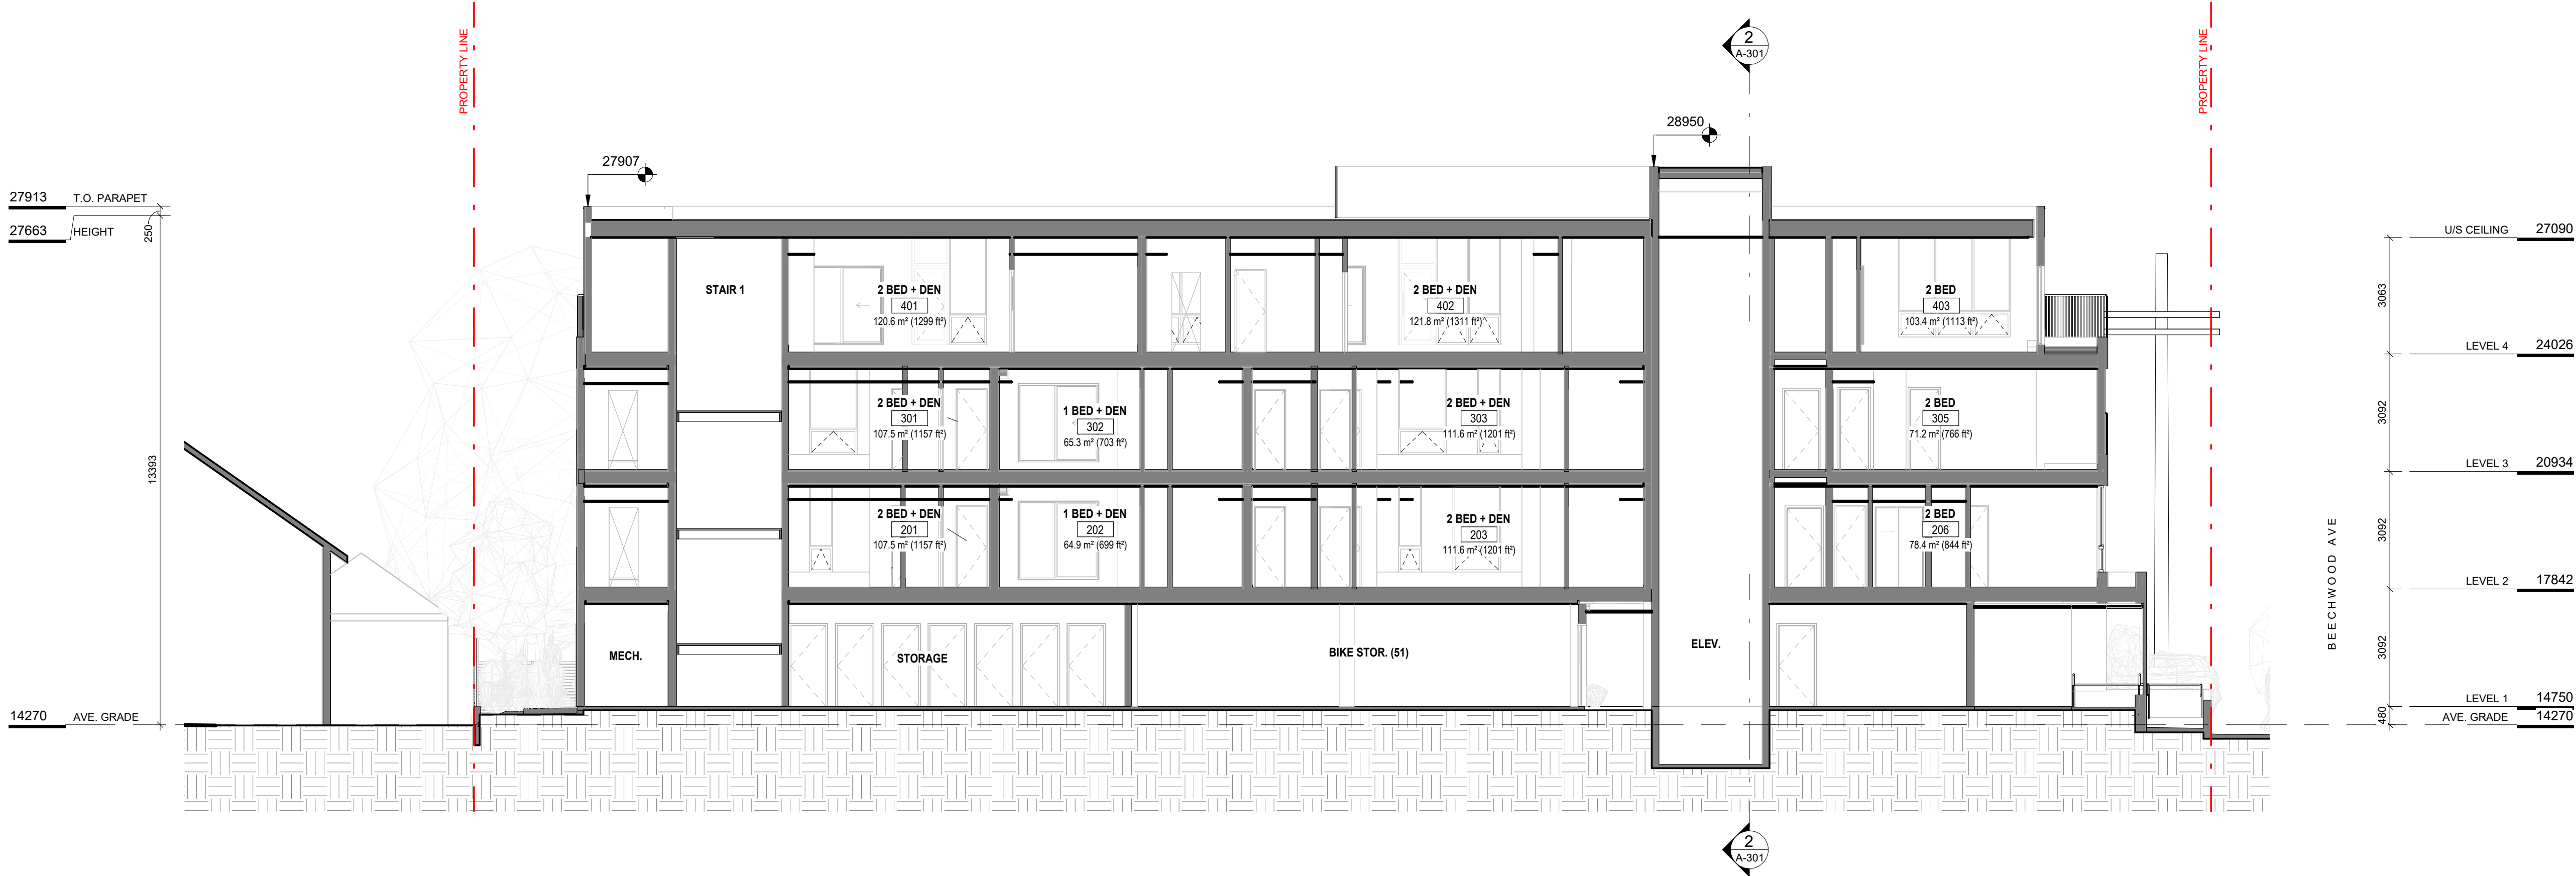 PROPERTY LINE
PROPERTY LINE
2
A-301
28950
27907
27913 T.O. PARAPET
27663 HEIGHT
250
13393
14270 AVE. GRADE
U/S CEILING 27090
3063
LEVEL 4 24026
3092
LEVEL 3 20934
3092
LEVEL 2 17842
3092
LEVEL 1 14750
480
AVE. GRADE 14270
BEECHWOOD AVE
STAIR 1
2 BED + DEN
401
120.6 m² (1299 ft²)
2 BED + DEN
402
121.8 m² (1311 ft²)
2 BED
403
103.4 m² (1113 ft²)
2 BED + DEN
301
107.5 m² (1157 ft²)
1 BED + DEN
302
65.3 m² (703 ft²)
2 BED + DEN
303
111.6 m² (1201 ft²)
2 BED
305
71.2 m² (766 ft²)
2 BED + DEN
201
107.5 m² (1157 ft²)
1 BED + DEN
202
64.9 m² (699 ft²)
2 BED + DEN
203
111.6 m² (1201 ft²)
2 BED
206
78.4 m² (844 ft²)
MECH.
STORAGE
BIKE STOR. (51)
ELEV.
2
A-301